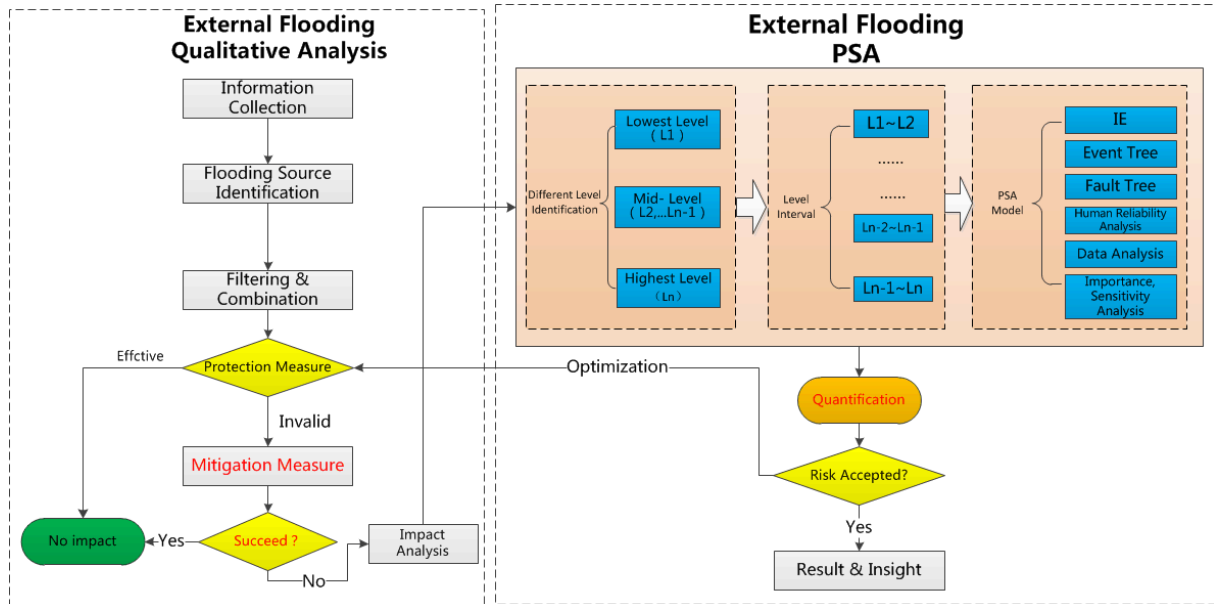 External Flooding
Qualitative Analysis
Information
Collection
Flooding Source
Identification
Filtering &
Combination
Effctive
Protection Measure
Invalid
Mitigation Measure
No impact
Yes
Succeed ?
No
Impact
Analysis
External Flooding
PSA
Different Level
Identification
Lowest Level
( L1 )
Mid- Level
( L2,...Ln-1 )
Highest Level
（Ln）
Level
Interval
L1~L2
......
......
Ln-2~Ln-1
Ln-1~Ln
PSA
Model
IE
Event Tree
Fault Tree
Human Reliability
Analysis
Data Analysis
Importance,
Sensitivity
Analysis
Optimization
Quantification
Risk Accepted?
Yes
Result & Insight